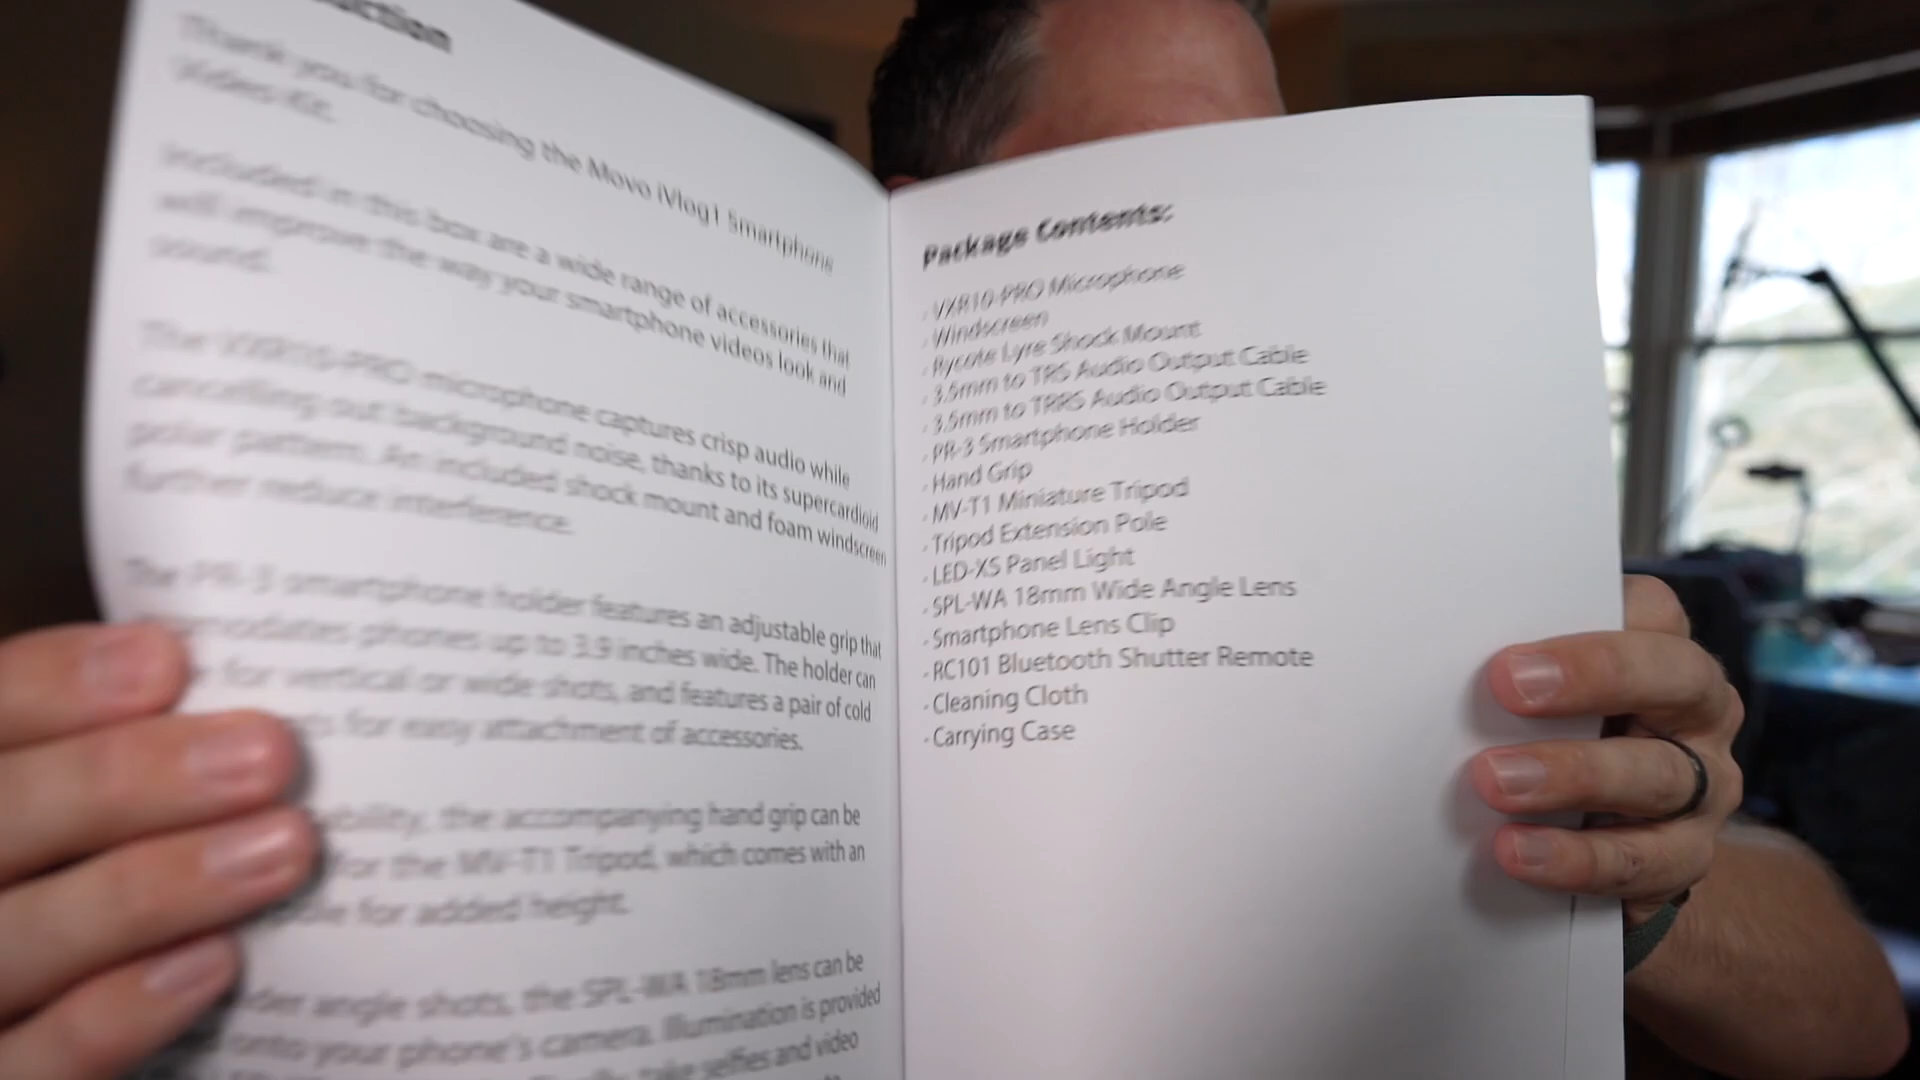 Thank you for choosing the Movo iVlog1 Smartphone
Video Kit.
Included in this box are a wide range of accessories that
will improve the way your smartphone videos look and
sound.
The VXR10-PRO microphone captures crisp audio while
cancelling out background noise, thanks to its supercardioid
polar pattern. An included shock mount and foam windscreen
further reduce interference.
The PR-3 smartphone holder features an adjustable grip that
phones up to 3.9 inches wide. The holder can
for vertical or wide shots, and features a pair of cold
for easy attachment of accessories.
the accompanying hand grip can be
for the MV-T1 Tripod, which comes with an
for added height.
angle shots, the SPL-WA 18mm lens can be
onto your phone's camera. Illumination is provided
take selfies and video
Package Contents:
· VXR10-PRO Microphone
· Windscreen
· Rycote Lyre Shock Mount
· 3.5mm to TRS Audio Output Cable
· 3.5mm to TRRS Audio Output Cable
· PR-3 Smartphone Holder
· Hand Grip
· MV-T1 Miniature Tripod
· Tripod Extension Pole
· LED-XS Panel Light
· SPL-WA 18mm Wide Angle Lens
· Smartphone Lens Clip
· RC101 Bluetooth Shutter Remote
· Cleaning Cloth
· Carrying Case